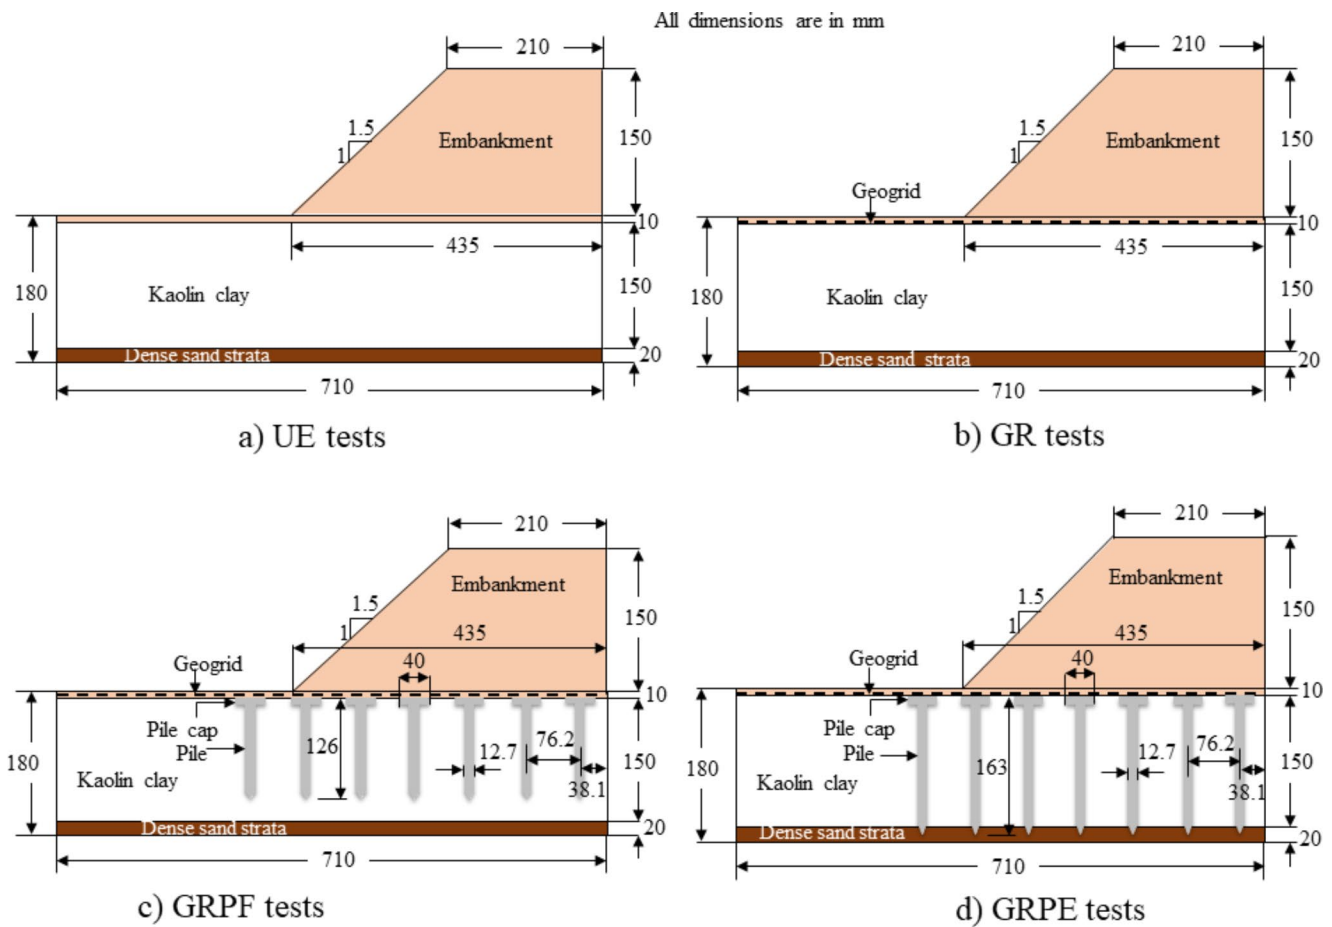 All dimensions are in mm
210
1.5
1
Embankment
150
10
435
180
Kaolin clay
150
Dense sand strata
20
710
a) UE tests
210
1.5
1
Embankment
150
Geogrid
10
435
180
Kaolin clay
150
Dense sand strata
20
710
b) GR tests
210
Embankment
1.5
1
150
435
Geogrid
40
10
Pile cap
Pile
126
12.7
76.2
180
Kaolin clay
38.1
150
Dense sand strata
20
710
c) GRPF tests
210
Embankment
1.5
1
150
435
Geogrid
40
10
Pile cap
Pile
163
12.7
76.2
180
Kaolin clay
38.1
150
Dense sand strata
20
710
d) GRPE tests